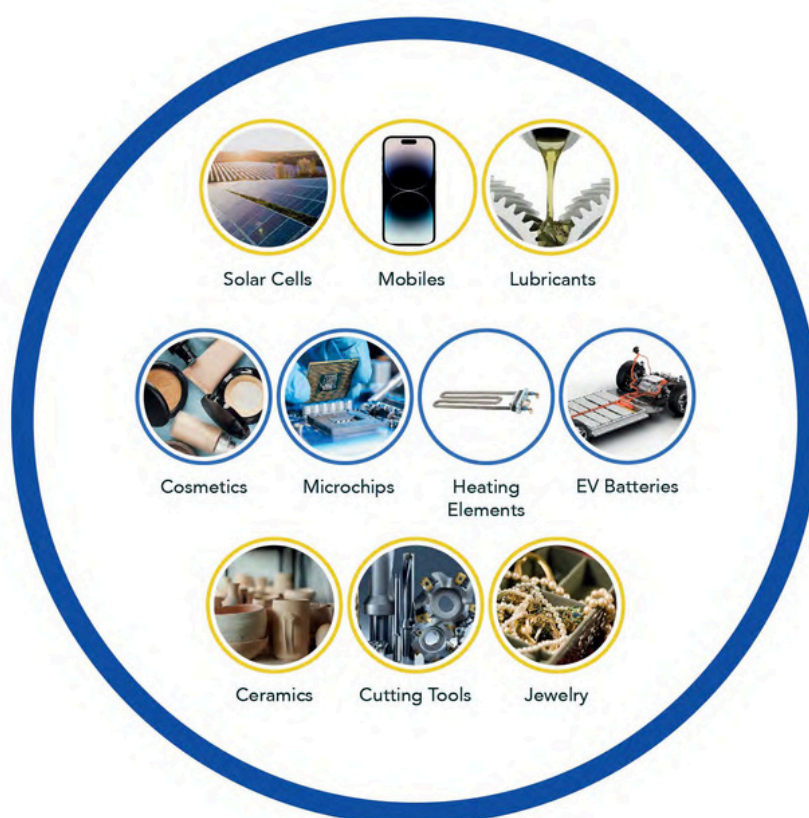 Solar Cells
Mobiles
Lubricants
Cosmetics
Microchips
Heating
Elements
EV Batteries
Ceramics
Cutting Tools
Jewelry